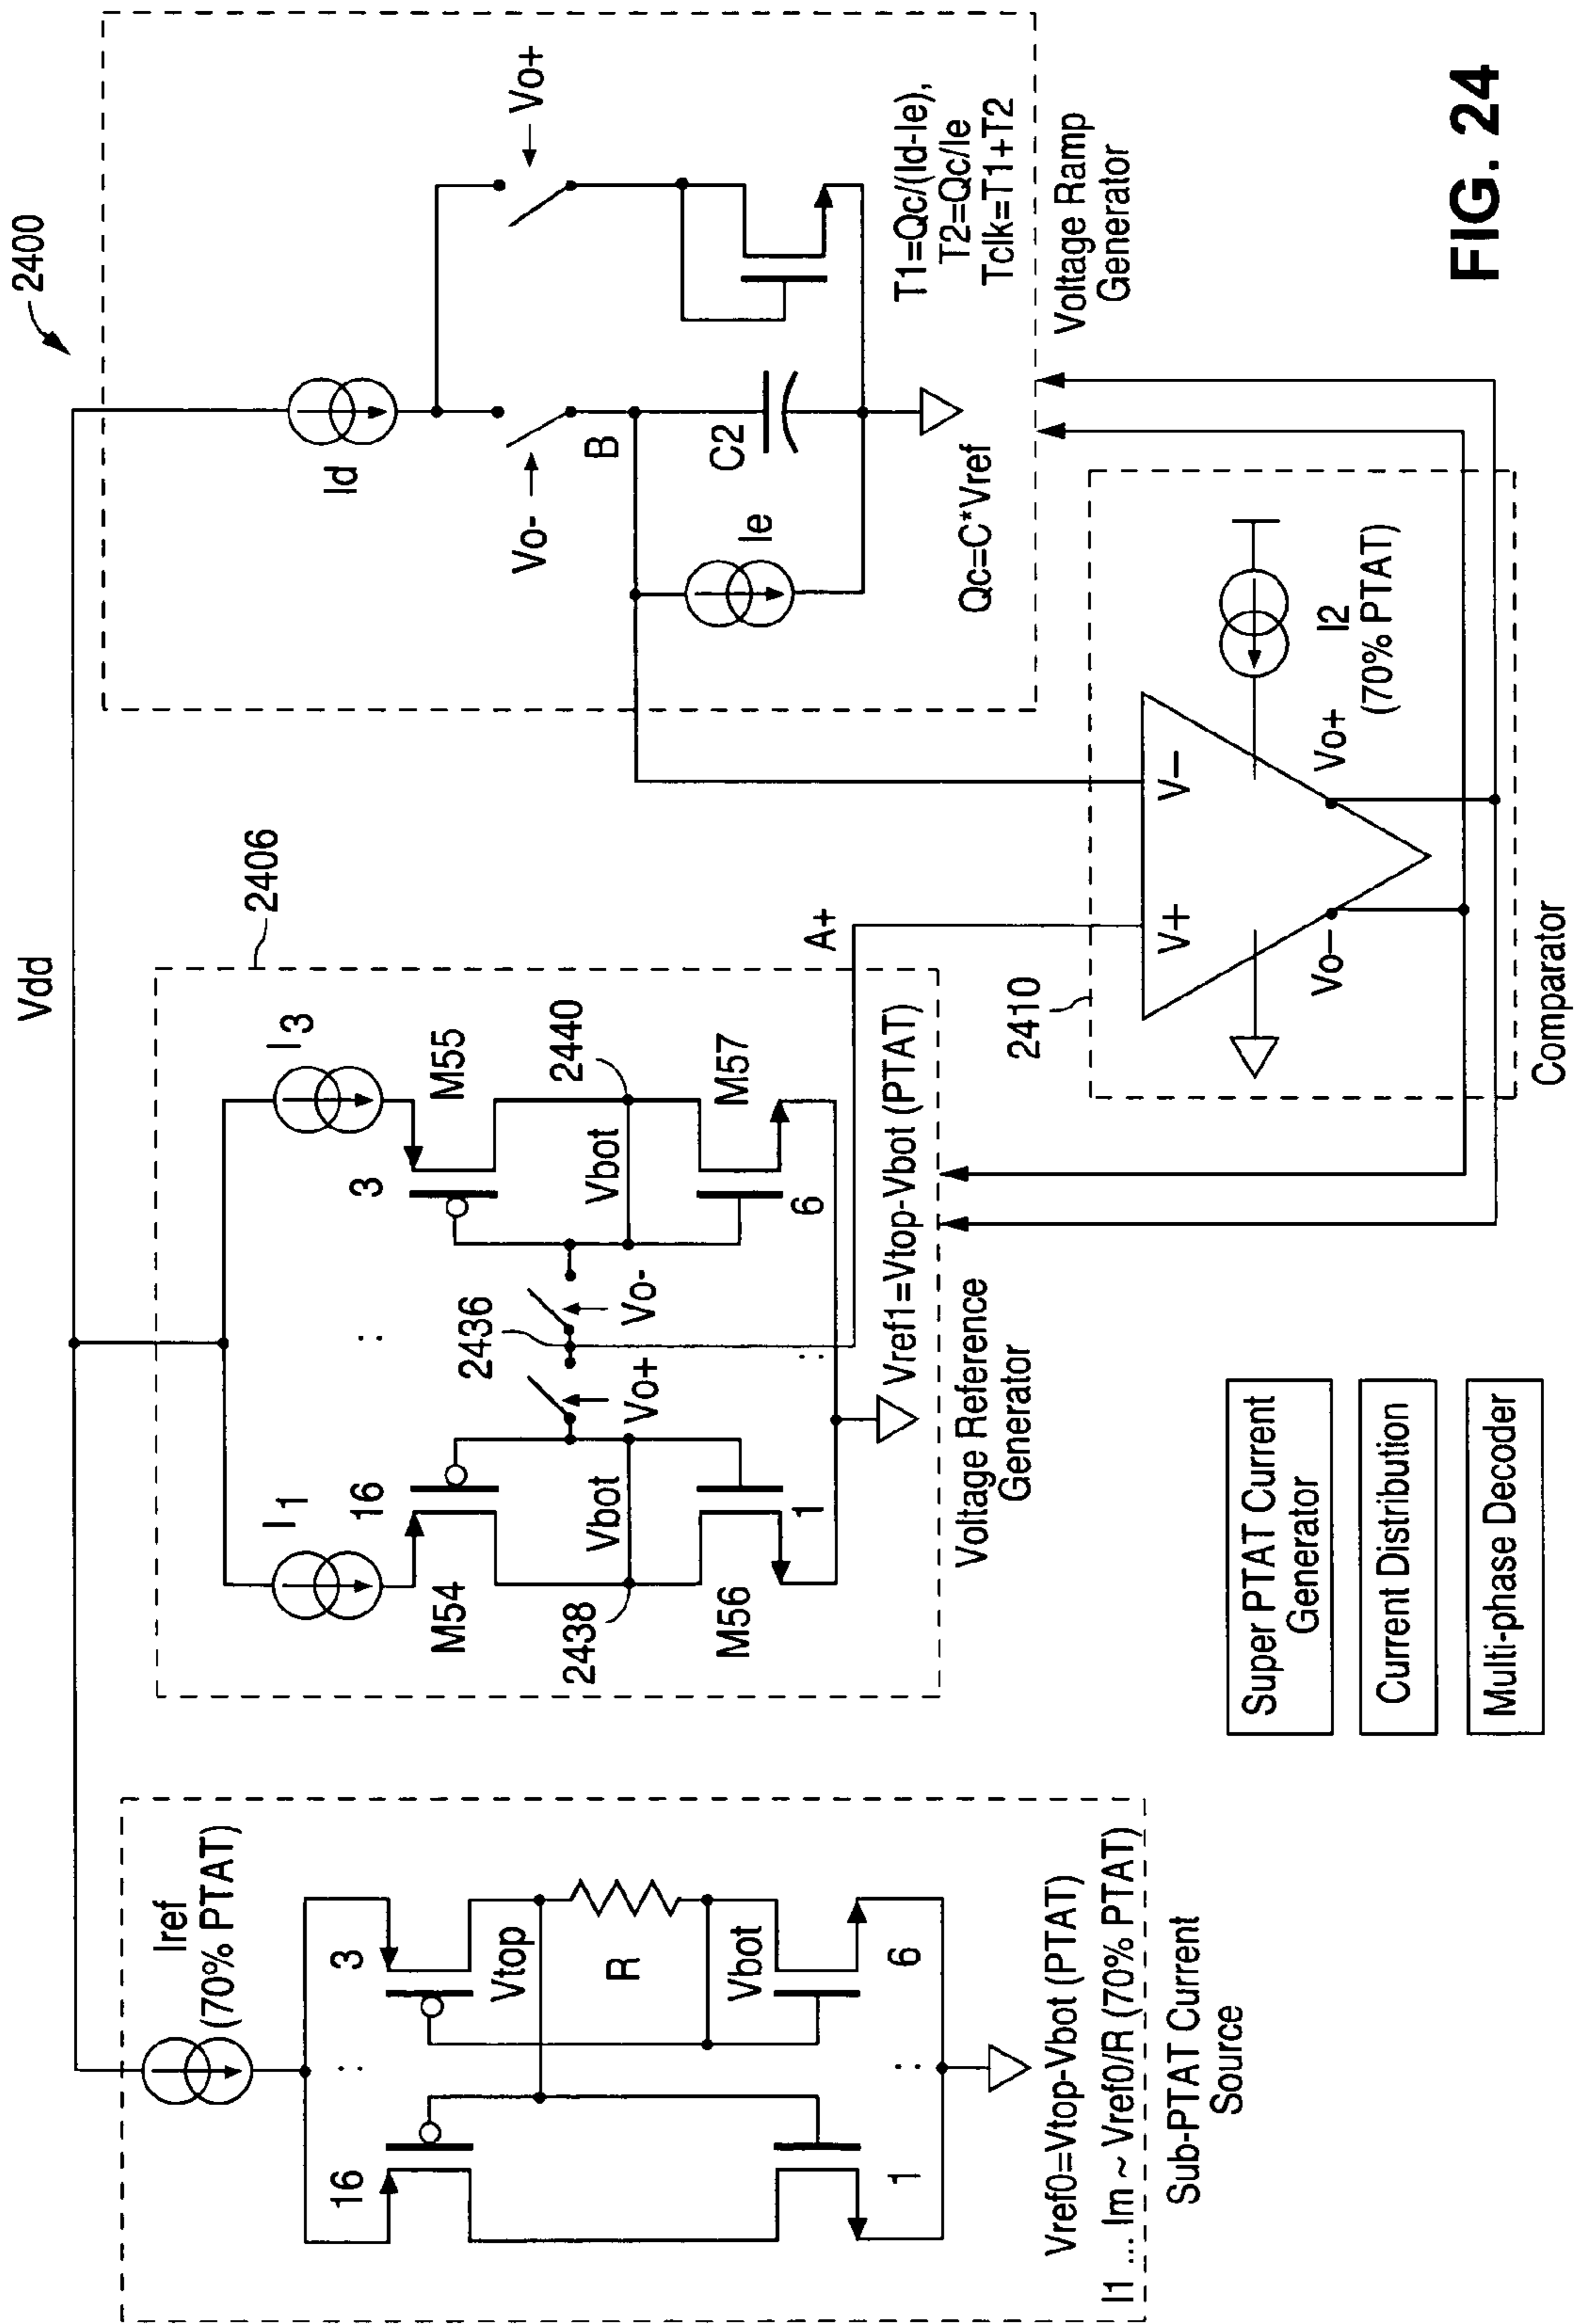 2400
Vdd
Iref
(70% PTAT)
16
3
Vtop
R
Vbot
1
6
Vref0=Vtop-Vbot (PTAT)
I1 ... Im ~ Vref0/R (70% PTAT)
Sub-PTAT Current
Source
2406
I1
I3
16
M54
3
M55
2436
Vo+
Vo-
Vbot
Vbot
2438
2440
M56
1
6
M57
A+
Vref1=Vtop-Vbot (PTAT)
Voltage Reference
Generator
Id
Vo-
Vo+
B
Ie
C2
Qc=C*Vref
T1=Qc/(Id-Ie),
T2=Qc/Ie
Tclk=T1+T2
Voltage Ramp
Generator
2410
V+
V−
I2
(70% PTAT)
Vo−
Vo+
Comparator
Super PTAT Current
Generator
Current Distribution
Multi-phase Decoder
FIG. 24